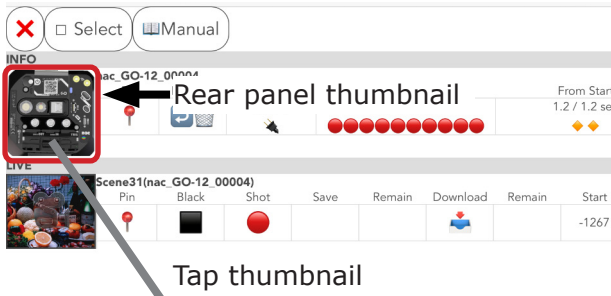 Select Manual
INFO
nac_GO-12_00004
Rear panel thumbnail
From Start
1.2 / 1.2 se
LIVE
Scene31(nac_GO-12_00004)
Pin Black Shot Save Remain Download Remain Start
-1267
Tap thumbnail